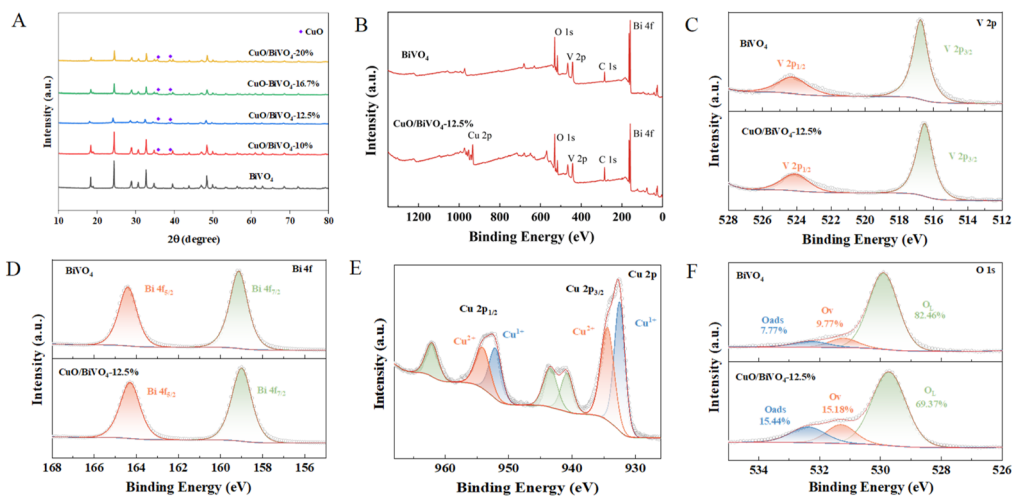 A
CuO
CuO/BiVO₄-20%
CuO-BiVO₄-16.7%
CuO/BiVO₄-12.5%
CuO/BiVO₄-10%
BiVO₄
Intensity (a.u.)
10 20 30 40 50 60 70 80
2Θ (degree)
B
Bi 4f
O 1s
BiVO₄
V 2p
C 1s
CuO/BiVO₄-12.5%
Cu 2p
O 1s
Bi 4f
V 2p
C 1s
Intensity (a.u.)
1200 1000 800 600 400 200 0
Binding Energy (eV)
C
V 2p
BiVO₄
V 2p₃/₂
V 2p₁/₂
CuO/BiVO₄-12.5%
V 2p₃/₂
V 2p₁/₂
Intensity (a.u.)
528 526 524 522 520 518 516 514 512
Binding Energy (eV)
D
BiVO₄
Bi 4f
Bi 4f₅/₂
Bi 4f₇/₂
CuO/BiVO₄-12.5%
Bi 4f₅/₂
Bi 4f₇/₂
Intensity (a.u.)
168 166 164 162 160 158 156
Binding Energy (eV)
E
Cu 2p
Cu 2p₃/₂
Cu 2p₁/₂
Cu²⁺
Cu¹⁺
Cu²⁺
Cu¹⁺
Intensity (a.u.)
960 950 940 930
Binding Energy (eV)
F
BiVO₄
O 1s
Oads
7.77%
Ov
9.77%
O_L
82.46%
CuO/BiVO₄-12.5%
Oads
15.44%
Ov
15.18%
O_L
69.37%
Intensity (a.u.)
534 532 530 528 526
Binding Energy (eV)